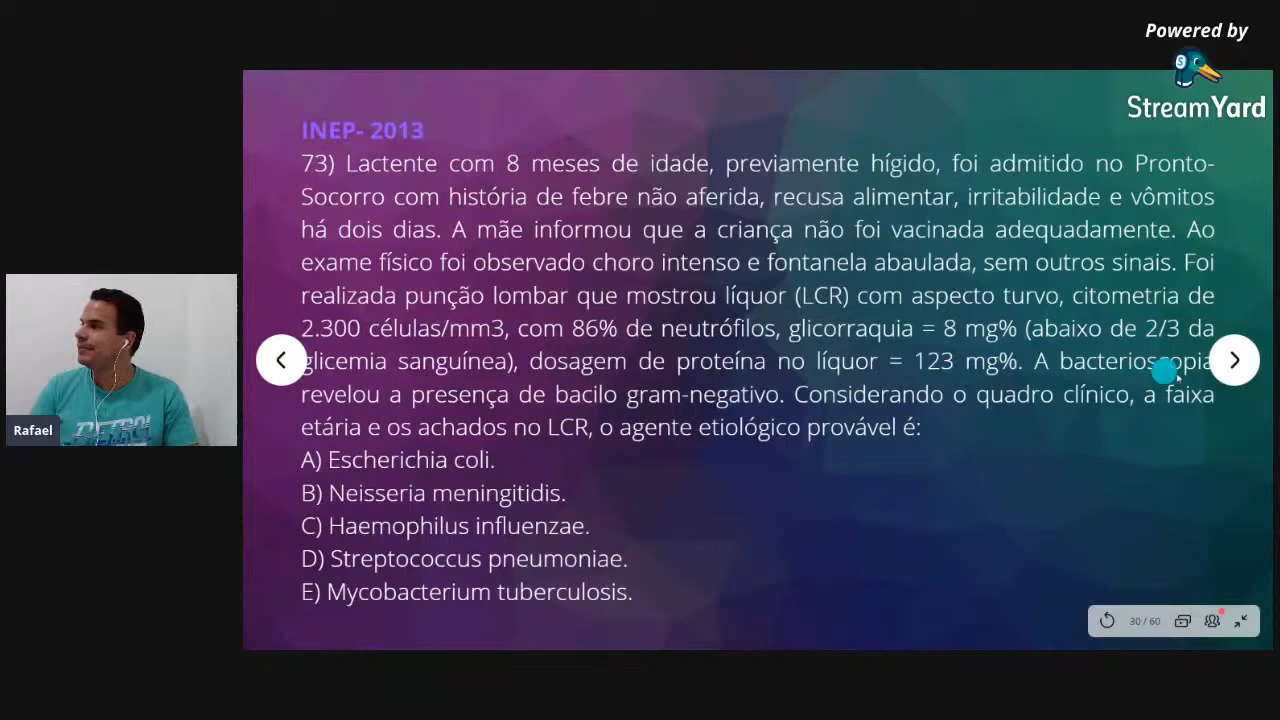 Powered by
StreamYard
INEP- 2013
73) Lactente com 8 meses de idade, previamente hígido, foi admitido no Pronto-
Socorro com história de febre não aferida, recusa alimentar, irritabilidade e vômitos
há dois dias. A mãe informou que a criança não foi vacinada adequadamente. Ao
exame físico foi observado choro intenso e fontanela abaulada, sem outros sinais. Foi
realizada punção lombar que mostrou líquor (LCR) com aspecto turvo, citometria de
2.300 células/mm3, com 86% de neutrófilos, glicorraquia = 8 mg% (abaixo de 2/3 da
glicemia sanguínea), dosagem de proteína no líquor = 123 mg%. A bacterioscopia
revelou a presença de bacilo gram-negativo. Considerando o quadro clínico, a faixa
etária e os achados no LCR, o agente etiológico provável é:
A) Escherichia coli.
B) Neisseria meningitidis.
C) Haemophilus influenzae.
D) Streptococcus pneumoniae.
E) Mycobacterium tuberculosis.
Rafael
30 / 60